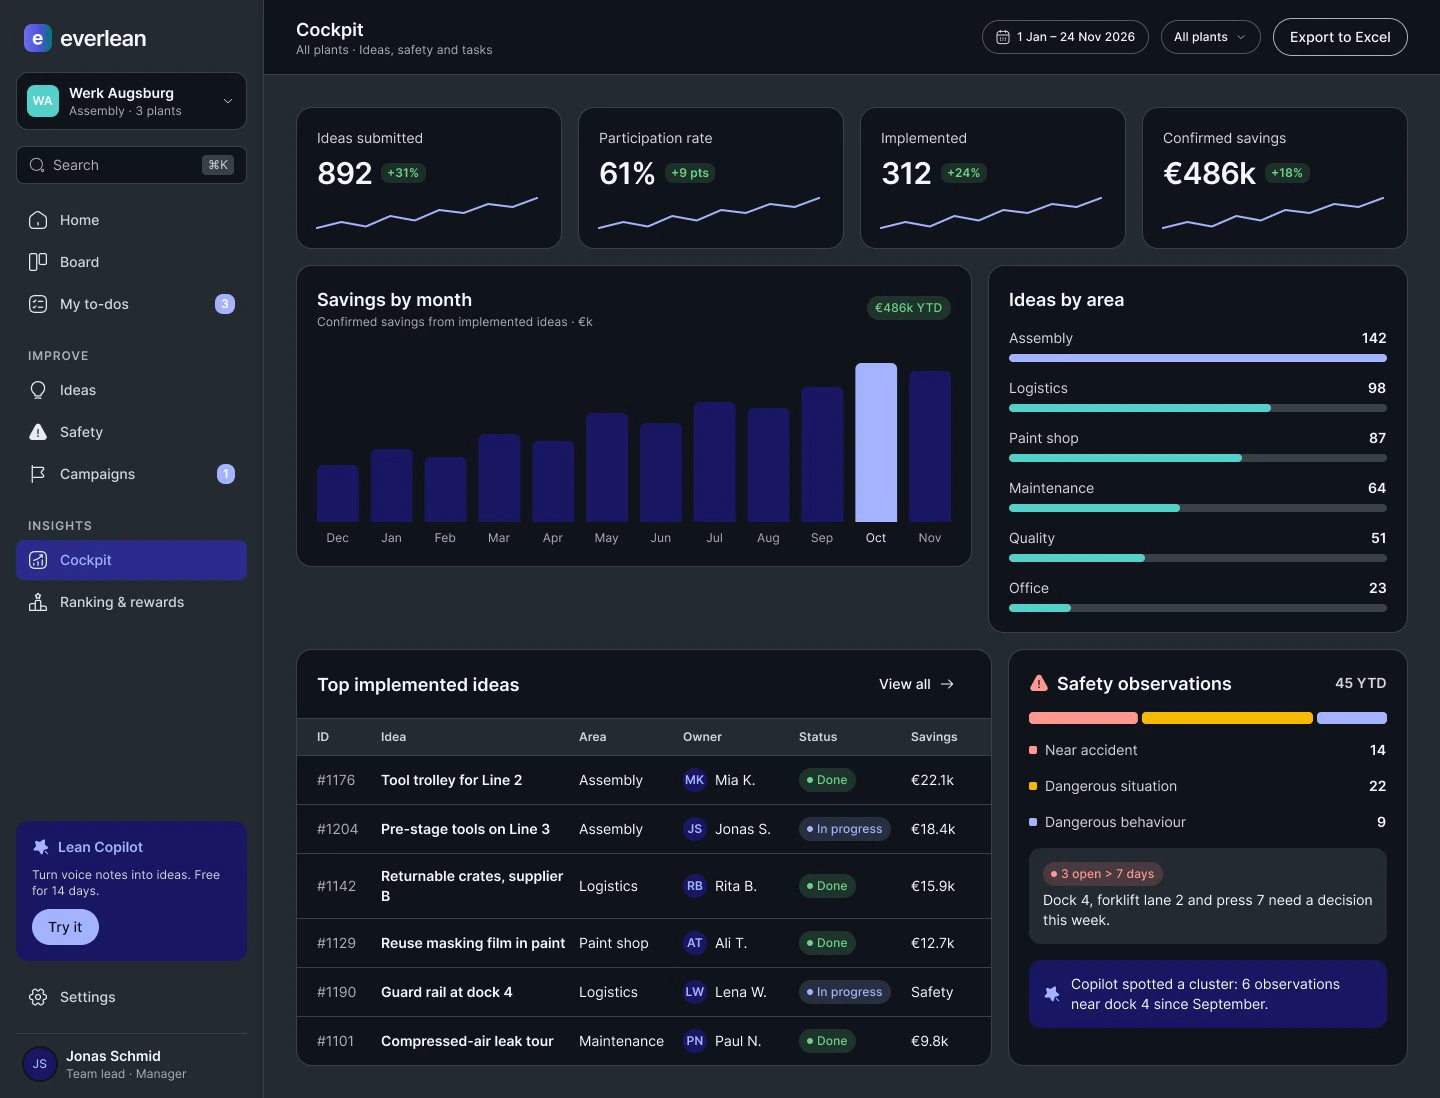 e everlean
WA Werk Augsburg
Assembly · 3 plants
Search ⌘K
Home
Board
My to-dos 3
IMPROVE
Ideas
Safety
Campaigns 1
INSIGHTS
Cockpit
Ranking & rewards
Lean Copilot
Turn voice notes into ideas. Free
for 14 days.
Try it
Settings
JS Jonas Schmid
Team lead · Manager
Cockpit
All plants · Ideas, safety and tasks
1 Jan – 24 Nov 2026
All plants
Export to Excel
Ideas submitted
892 +31%
Participation rate
61% +9 pts
Implemented
312 +24%
Confirmed savings
€486k +18%
Savings by month
Confirmed savings from implemented ideas · €k
€486k YTD
Dec Jan Feb Mar Apr May Jun Jul Aug Sep Oct Nov
Ideas by area
Assembly 142
Logistics 98
Paint shop 87
Maintenance 64
Quality 51
Office 23
Top implemented ideas
View all →
ID Idea Area Owner Status Savings
#1176 Tool trolley for Line 2 Assembly MK Mia K. Done €22.1k
#1204 Pre-stage tools on Line 3 Assembly JS Jonas S. In progress €18.4k
#1142 Returnable crates, supplier
B Logistics RB Rita B. Done €15.9k
#1129 Reuse masking film in paint Paint shop AT Ali T. Done €12.7k
#1190 Guard rail at dock 4 Logistics LW Lena W. In progress Safety
#1101 Compressed-air leak tour Maintenance PN Paul N. Done €9.8k
Safety observations
45 YTD
Near accident 14
Dangerous situation 22
Dangerous behaviour 9
3 open > 7 days
Dock 4, forklift lane 2 and press 7 need a decision
this week.
Copilot spotted a cluster: 6 observations
near dock 4 since September.